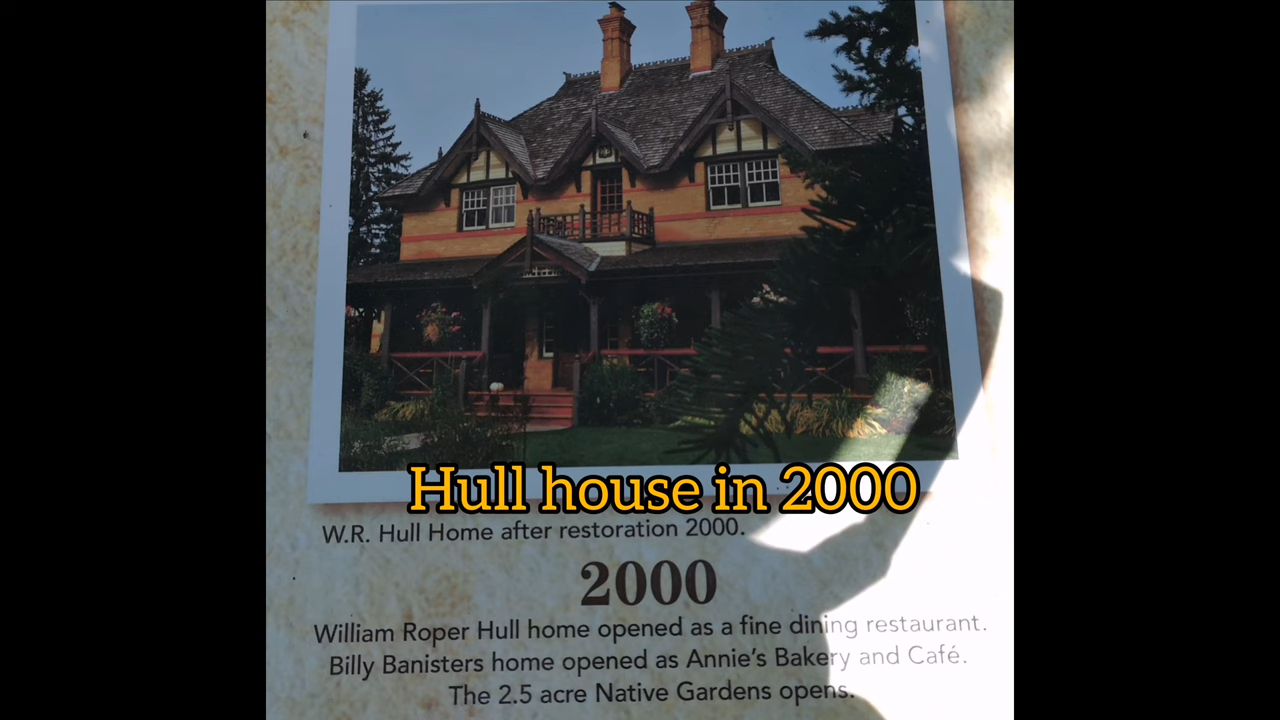 Hull house in 2000
W.R. Hull Home after restoration 2000.
2000
William Roper Hull home opened as a fine dining restaurant.
Billy Banisters home opened as Annie's Bakery and Café.
The 2.5 acre Native Gardens opens.